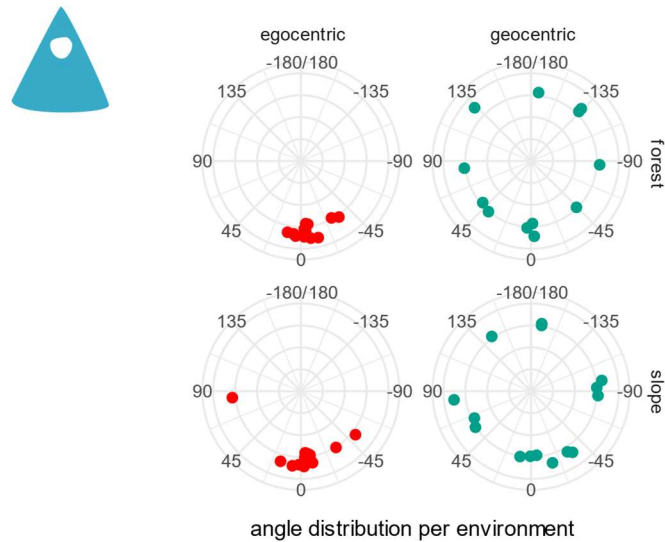 egocentric geocentric
-180/180 -180/180
135 -135 135 -135
90 -90 90 -90
forest
45 -45 45 -45
0 0
-180/180 -180/180
135 -135 135 -135
90 -90 90 -90
slope
45 -45 45 -45
0 0
angle distribution per environment